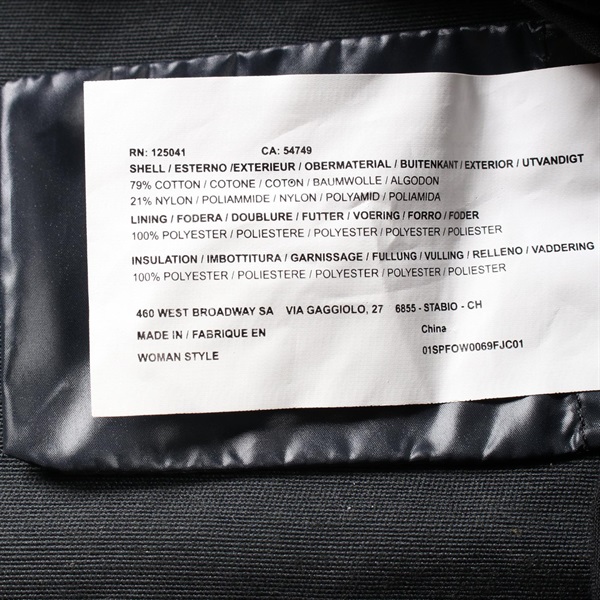 RN: 125041 CA: 54749
SHELL / ESTERNO /EXTERIEUR / OBERMATERIAL / BUITENKANT / EXTERIOR / UTVANDIGT
79% COTTON / COTONE / COTON / BAUMWOLLE / ALGODON
21% NYLON / POLIAMMIDE / NYLON / POLYAMID / POLIAMIDA
LINING / FODERA / DOUBLURE / FUTTER / VOERING / FORRO / FODER
100% POLYESTER / POLIESTERE / POLYESTER / POLYESTER / POLIESTER
INSULATION / IMBOTTITURA / GARNISSAGE / FULLUNG / VULLING / RELLENO / VADDERING
100% POLYESTER / POLIESTERE / POLYESTER / POLYESTER / POLIESTER
460 WEST BROADWAY SA VIA GAGGIOLO, 27 6855 - STABIO - CH
MADE IN / FABRIQUE EN China
WOMAN STYLE 01SPFOW0069FJC01